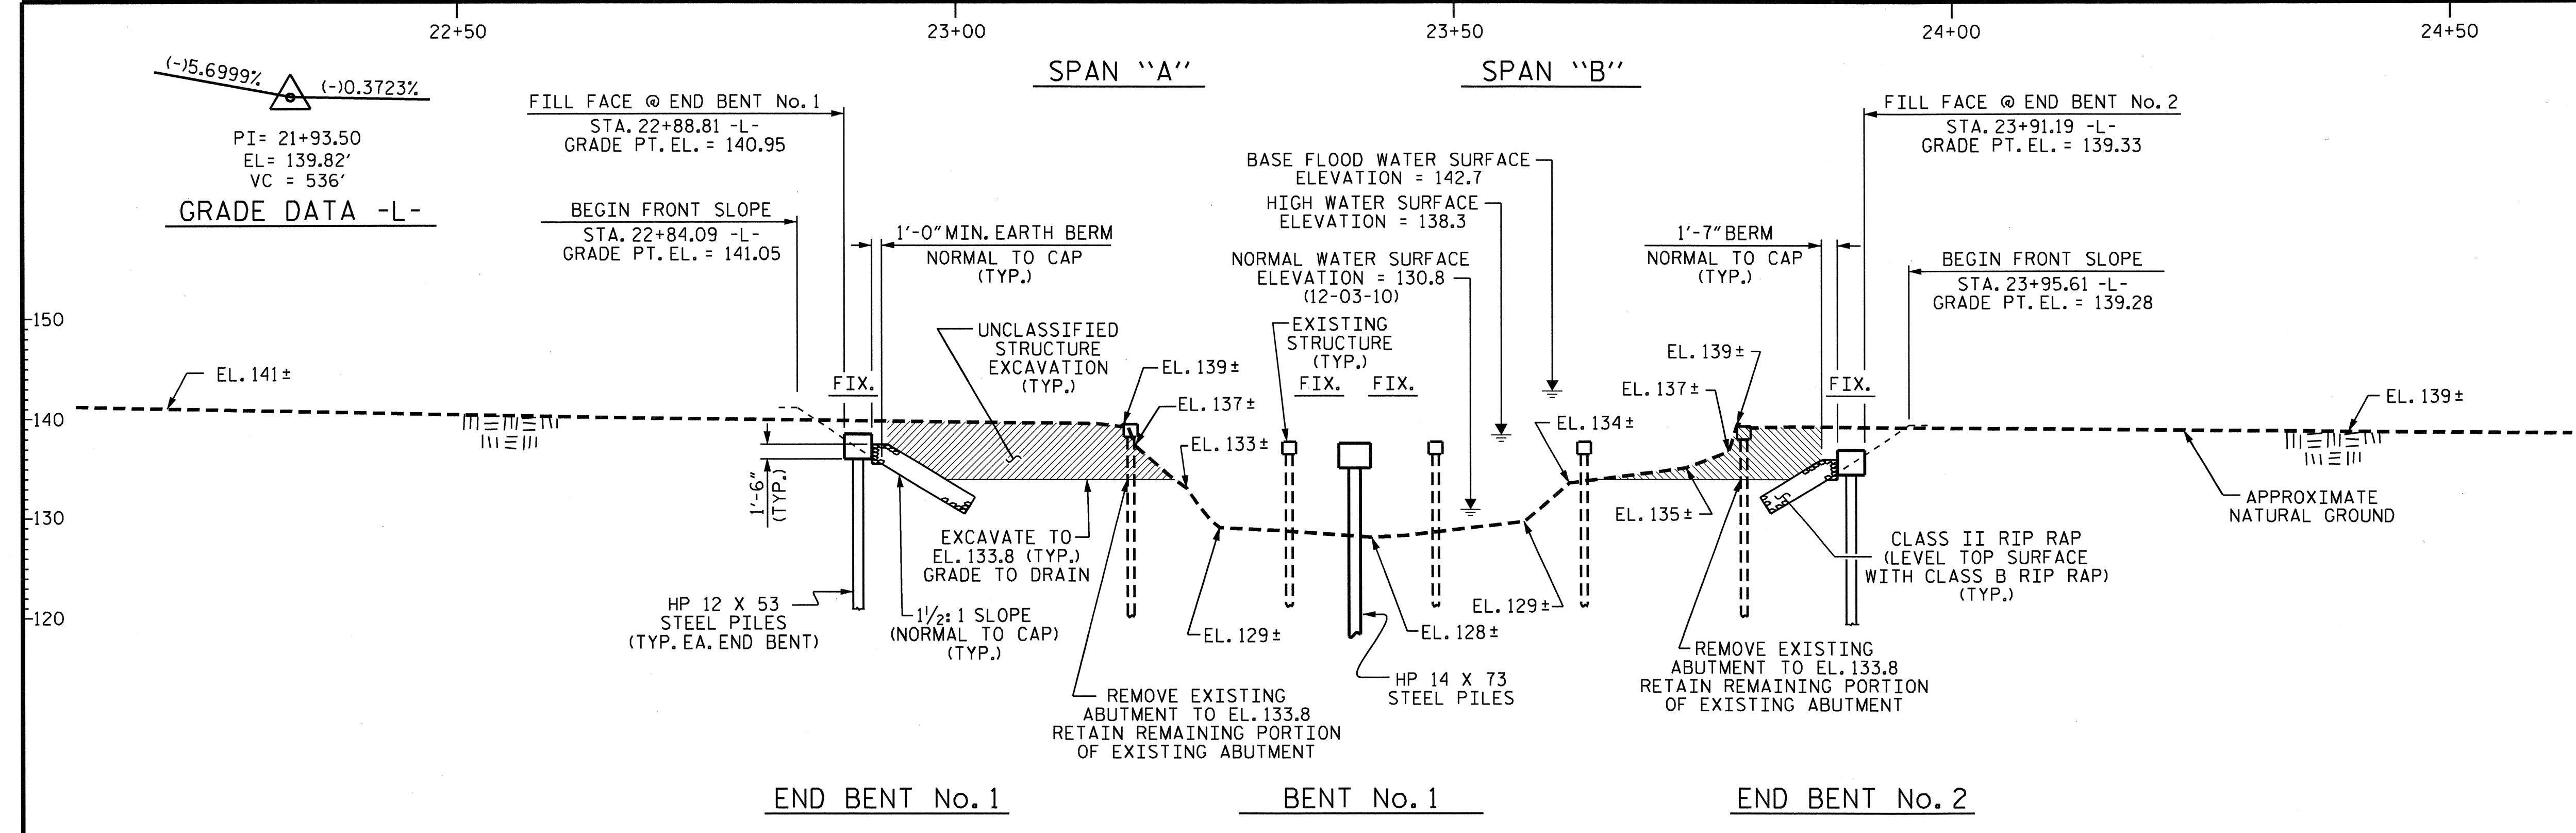 22+50
23+00
23+50
24+00
24+50
SPAN "A"
SPAN "B"
(-)5.6999%
(-)0.3723%
PI= 21+93.50
EL= 139.82'
VC = 536'
GRADE DATA -L-
FILL FACE @ END BENT No. 1
STA. 22+88.81 -L-
GRADE PT. EL. = 140.95
BEGIN FRONT SLOPE
STA. 22+84.09 -L-
GRADE PT. EL. = 141.05
1'-0" MIN. EARTH BERM
NORMAL TO CAP
(TYP.)
BASE FLOOD WATER SURFACE
ELEVATION = 142.7
HIGH WATER SURFACE
ELEVATION = 138.3
NORMAL WATER SURFACE
ELEVATION = 130.8
(12-03-10)
FILL FACE @ END BENT No. 2
STA. 23+91.19 -L-
GRADE PT. EL. = 139.33
1'-7" BERM
NORMAL TO CAP
(TYP.)
BEGIN FRONT SLOPE
STA. 23+95.61 -L-
GRADE PT. EL. = 139.28
150
140
130
120
EL. 141±
UNCLASSIFIED
STRUCTURE
EXCAVATION
(TYP.)
EXISTING
STRUCTURE
(TYP.)
FIX.
FIX.
FIX.
FIX.
EL. 139±
EL. 137±
EL. 133±
EL. 139±
EL. 137±
EL. 134±
EL. 135±
EL. 139±
1'-6"
(TYP.)
EXCAVATE TO
EL. 133.8 (TYP.)
GRADE TO DRAIN
HP 12 X 53
STEEL PILES
(TYP. EA. END BENT)
1½:1 SLOPE
(NORMAL TO CAP)
(TYP.)
EL. 129±
EL. 128±
EL. 129±
HP 14 X 73
STEEL PILES
APPROXIMATE
NATURAL GROUND
CLASS II RIP RAP
(LEVEL TOP SURFACE
WITH CLASS B RIP RAP)
(TYP.)
REMOVE EXISTING
ABUTMENT TO EL. 133.8
RETAIN REMAINING PORTION
OF EXISTING ABUTMENT
REMOVE EXISTING
ABUTMENT TO EL. 133.8
RETAIN REMAINING PORTION
OF EXISTING ABUTMENT
END BENT No. 1
BENT No. 1
END BENT No. 2